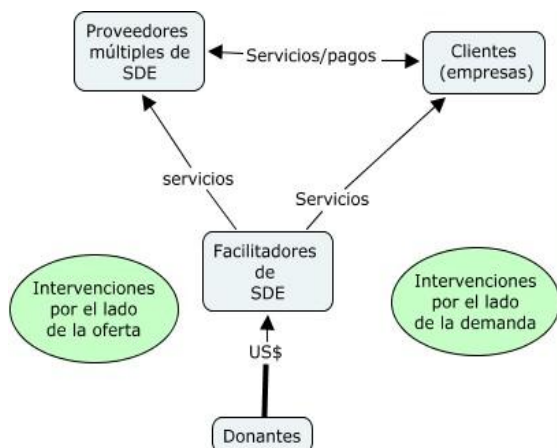 Proveedores
múltiples de
SDE
Servicios/pagos
Clientes
(empresas)
servicios
Servicios
Facilitadores
de
SDE
Intervenciones
por el lado
de la oferta
Intervenciones
por el lado
de la demanda
US$
Donantes